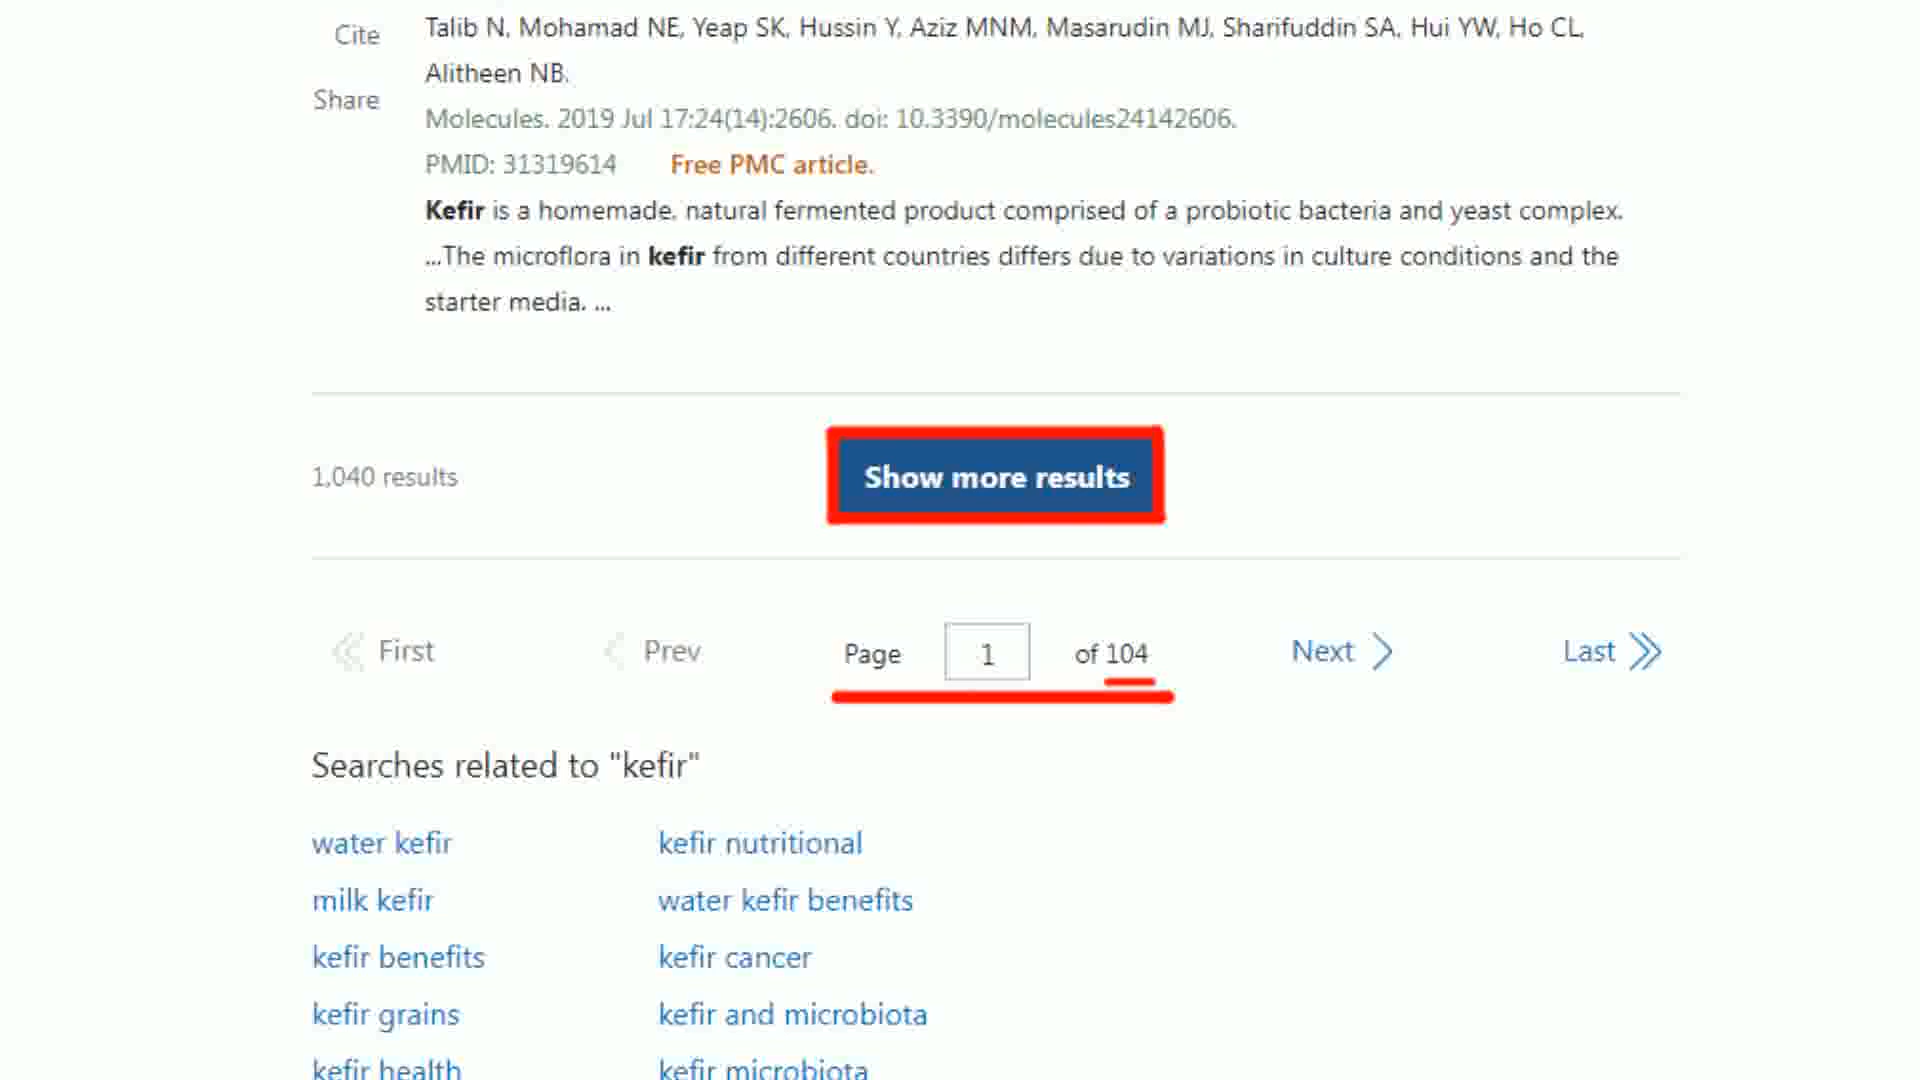 Cite
Share
Talib N, Mohamad NE, Yeap SK, Hussin Y, Aziz MNM, Masarudin MJ, Sharifuddin SA, Hui YW, Ho CL,
Alitheen NB.
Molecules. 2019 Jul 17;24(14):2606. doi: 10.3390/molecules24142606.
PMID: 31319614 Free PMC article.
Kefir is a homemade, natural fermented product comprised of a probiotic bacteria and yeast complex.
...The microflora in kefir from different countries differs due to variations in culture conditions and the
starter media. ...
1,040 results
Show more results
First Prev Page 1 of 104 Next Last
Searches related to "kefir"
water kefir kefir nutritional
milk kefir water kefir benefits
kefir benefits kefir cancer
kefir grains kefir and microbiota
kefir health kefir microbiota